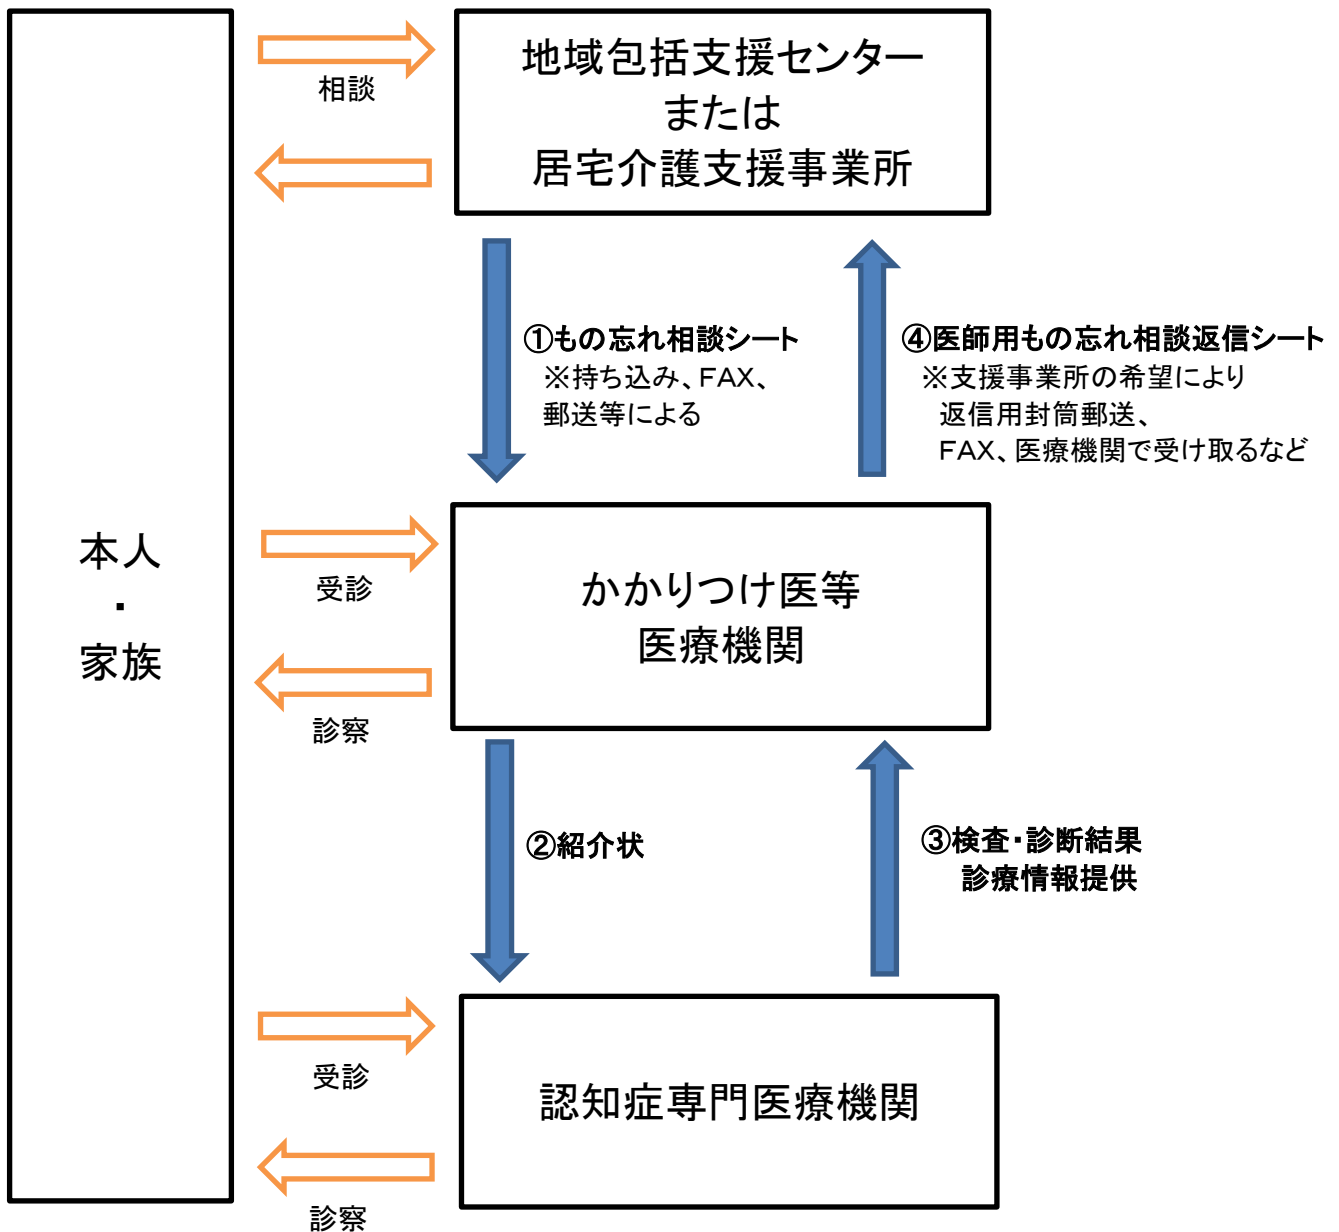 地域包括支援センター
または
居宅介護支援事業所
相談
①もの忘れ相談シート
※持ち込み、FAX、
郵送等による
④医師用もの忘れ相談返信シート
※支援事業所の希望により
返信用封筒郵送、
FAX、医療機関で受け取るなど
本人
・
家族
受診
かかりつけ医等
医療機関
診察
②紹介状
③検査・診断結果
診療情報提供
受診
認知症専門医療機関
診察